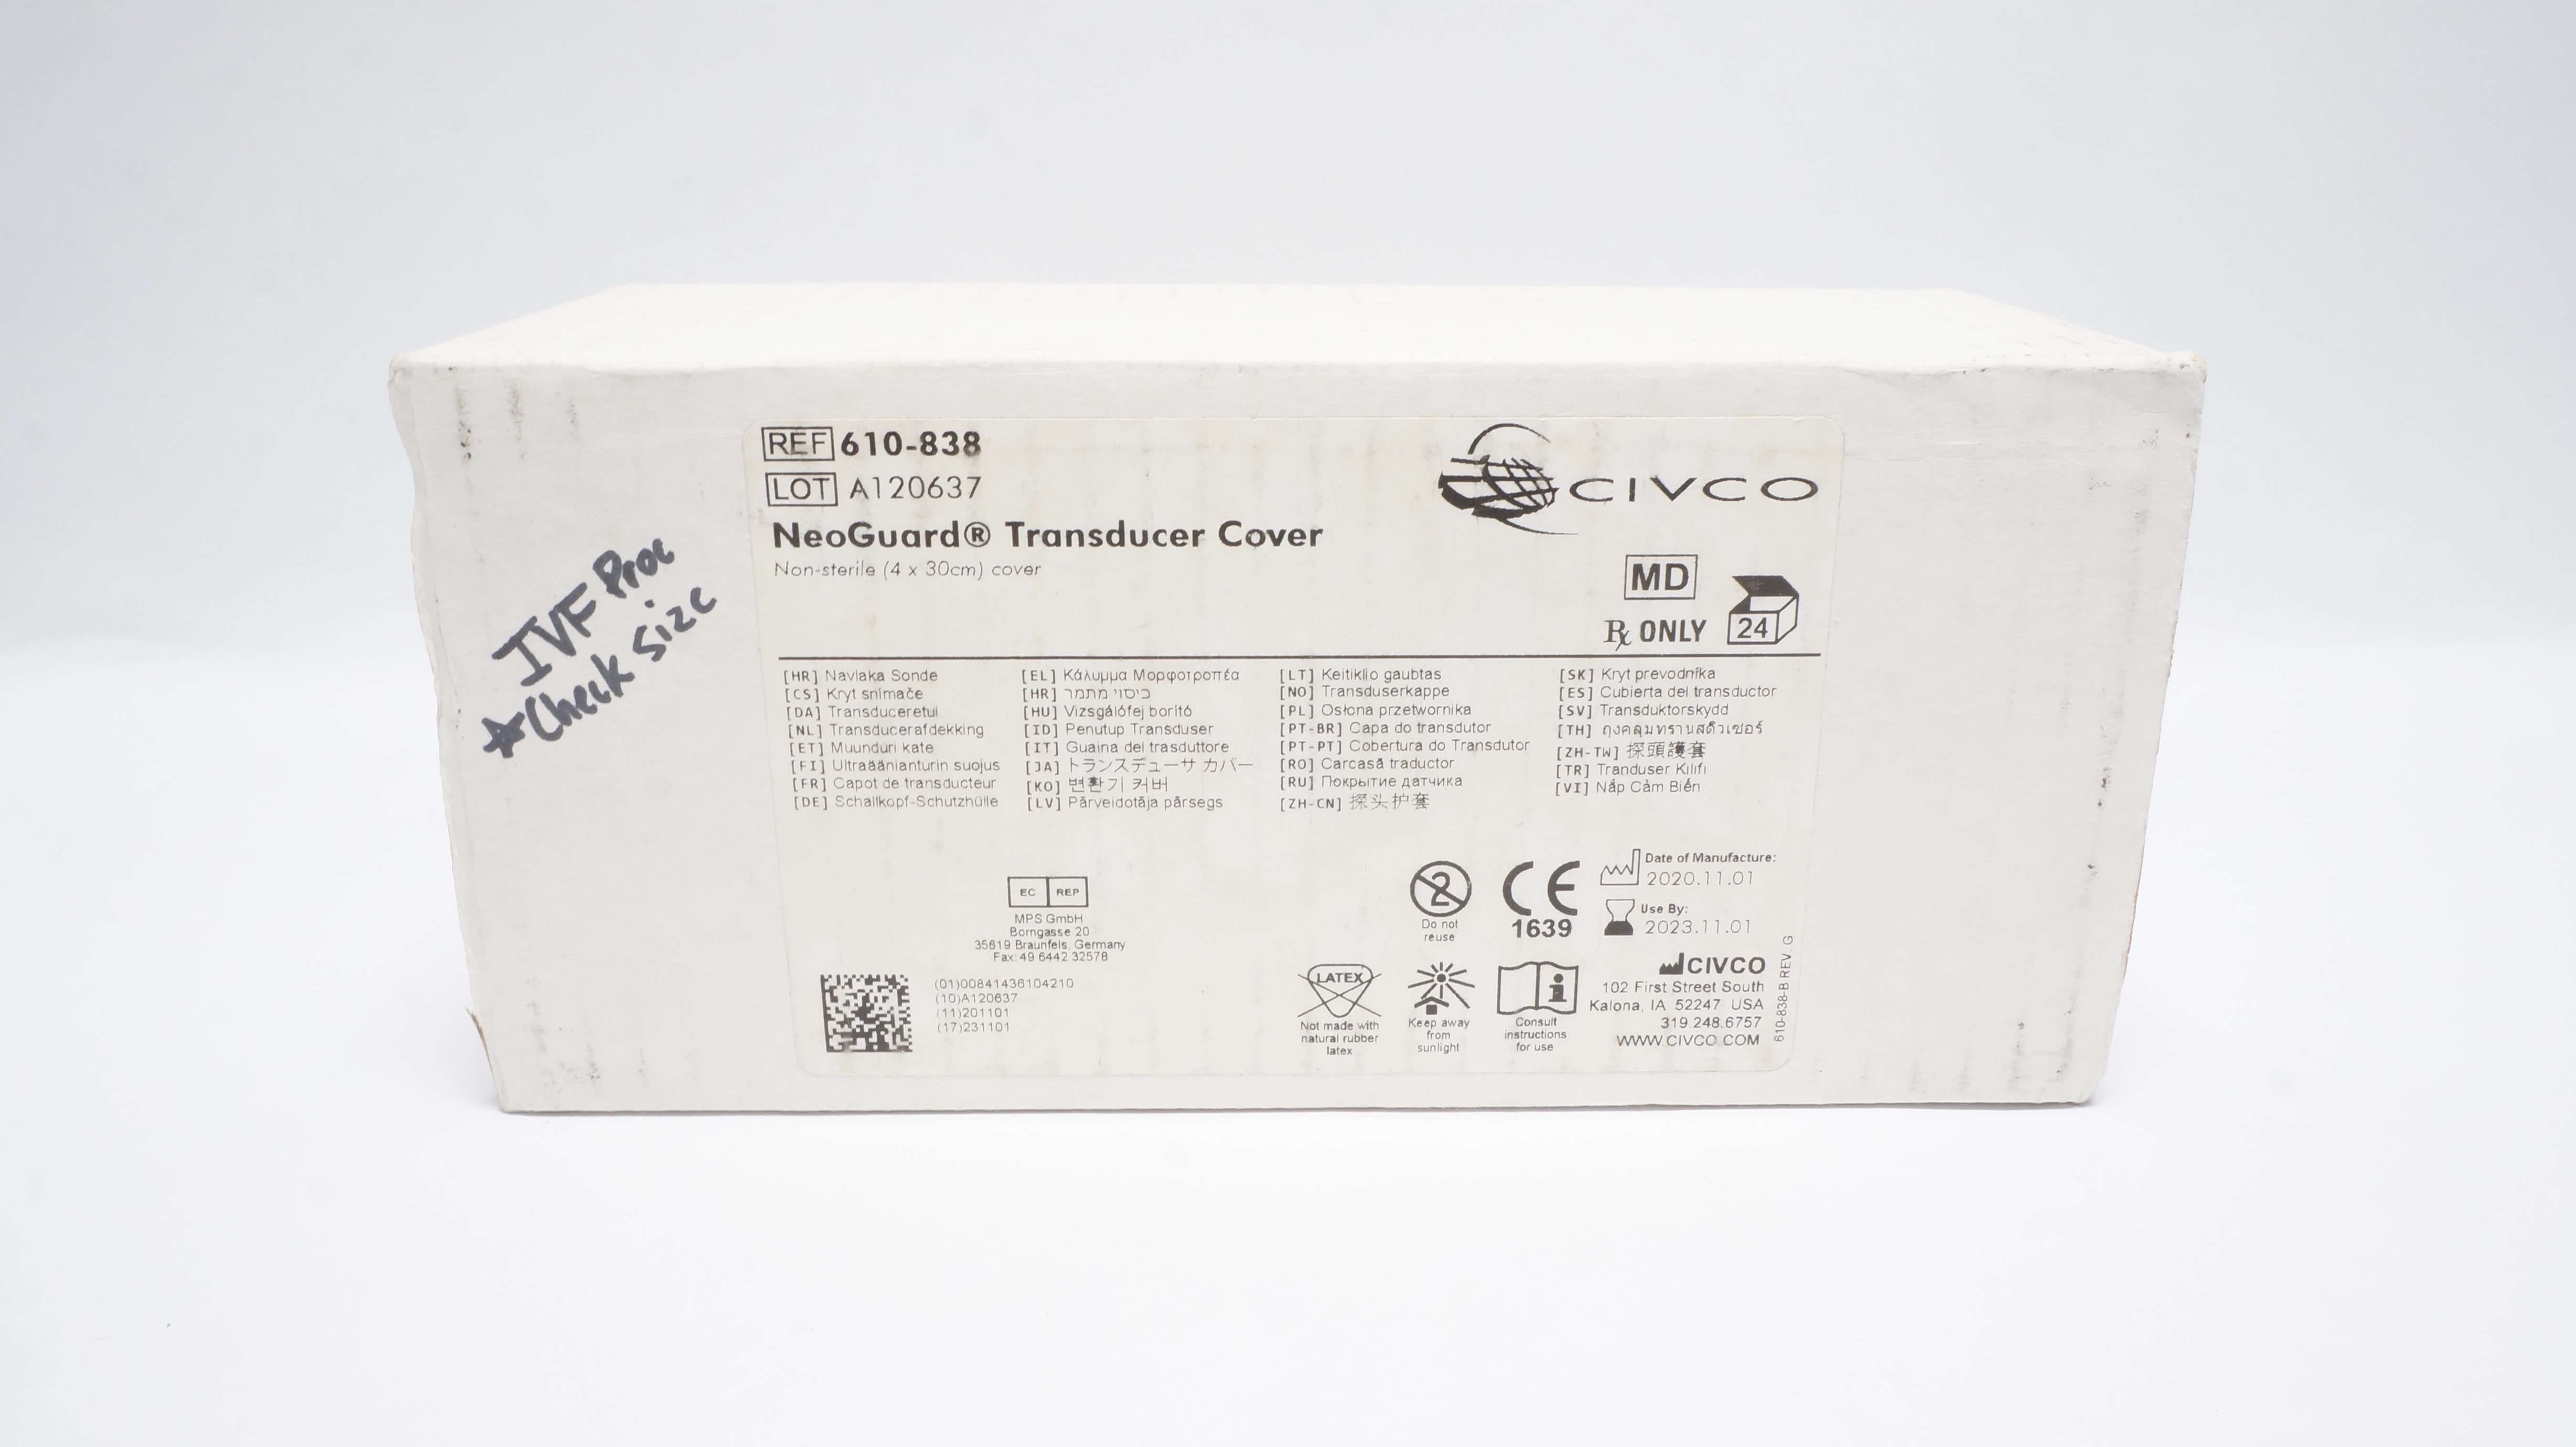 REF 610-838
LOT A120637
NeoGuard® Transducer Cover
Non-sterile (4 x 30cm) cover
CIVCO
MD
Rx ONLY
24
IVF Proc
☆Check Size
[HR] Navlaka Sonde
[CS] Kryt snímače
[DA] Transduceretui
[NL] Transducerafdekking
[ET] Muunduri kate
[FI] Ultraäänianturin suojus
[FR] Capot de transducteur
[DE] Schallkopf-Schutzhülle
[EL] Κάλυμμα Μορφοτροπέα
[HR] כיסוי מתמר
[HU] Vizsgálófej borító
[ID] Penutup Transduser
[IT] Guaina del trasduttore
[JA] トランスデューサ カバー
[KO] 변환기 커버
[LV] Pārveidotāja pārsegs
[LT] Keitiklio gaubtas
[NO] Transduserkappe
[PL] Osłona przetwornika
[PT-BR] Capa do transdutor
[PT-PT] Cobertura do Transdutor
[RO] Carcasă traductor
[RU] Покрытие датчика
[ZH-CN] 探头护套
[SK] Kryt prevodníka
[ES] Cubierta del transductor
[SV] Transduktorskydd
[TH] ถุงคลุมทรานสดิวเซอร์
[ZH-TW] 探頭護套
[TR] Tranduser Kılıfı
[VI] Nắp Cảm Biến
EC REP
MPS GmbH
Borngasse 20
35619 Braunfels, Germany
Fax: 49 6442 32578
(01)00841436104210
(10)A120637
(11)201101
(17)231101
2
Do not
reuse
CE
1639
Date of Manufacture:
2020.11.01
Use By:
2023.11.01
LATEX
Not made with
natural rubber
latex
Keep away
from
sunlight
i
Consult
instructions
for use
CIVCO
102 First Street South
Kalona, IA 52247 USA
319.248.6757
WWW.CIVCO.COM
610-838-B REV. G